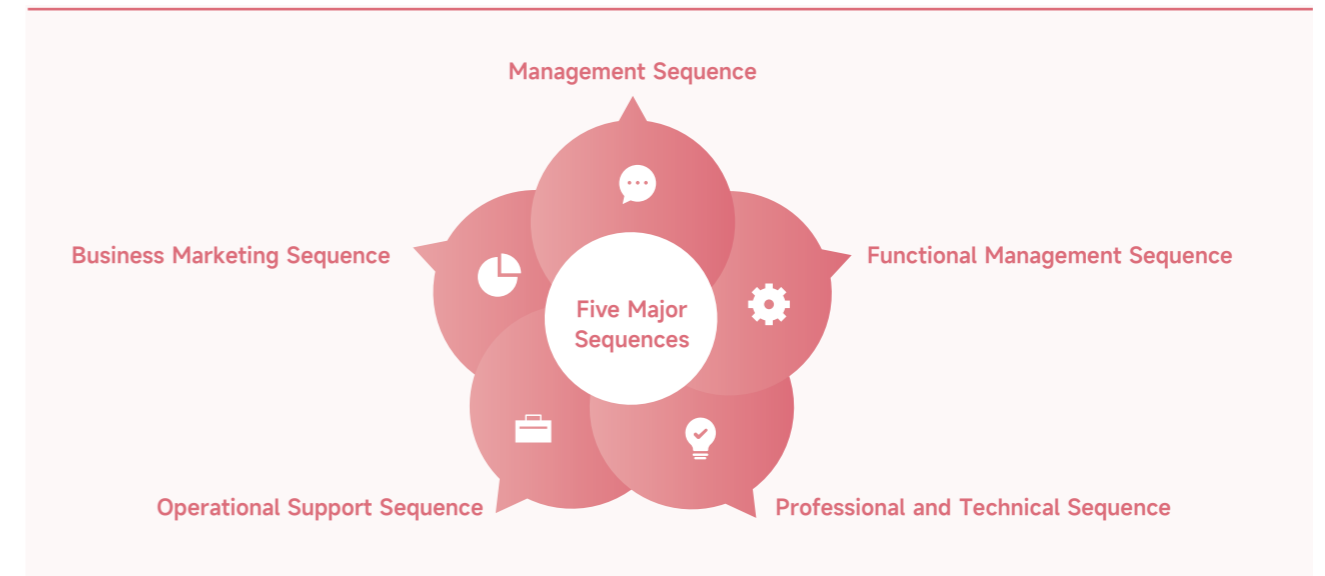 Management Sequence
Business Marketing Sequence
Functional Management Sequence
Five Major
Sequences
Operational Support Sequence
Professional and Technical Sequence